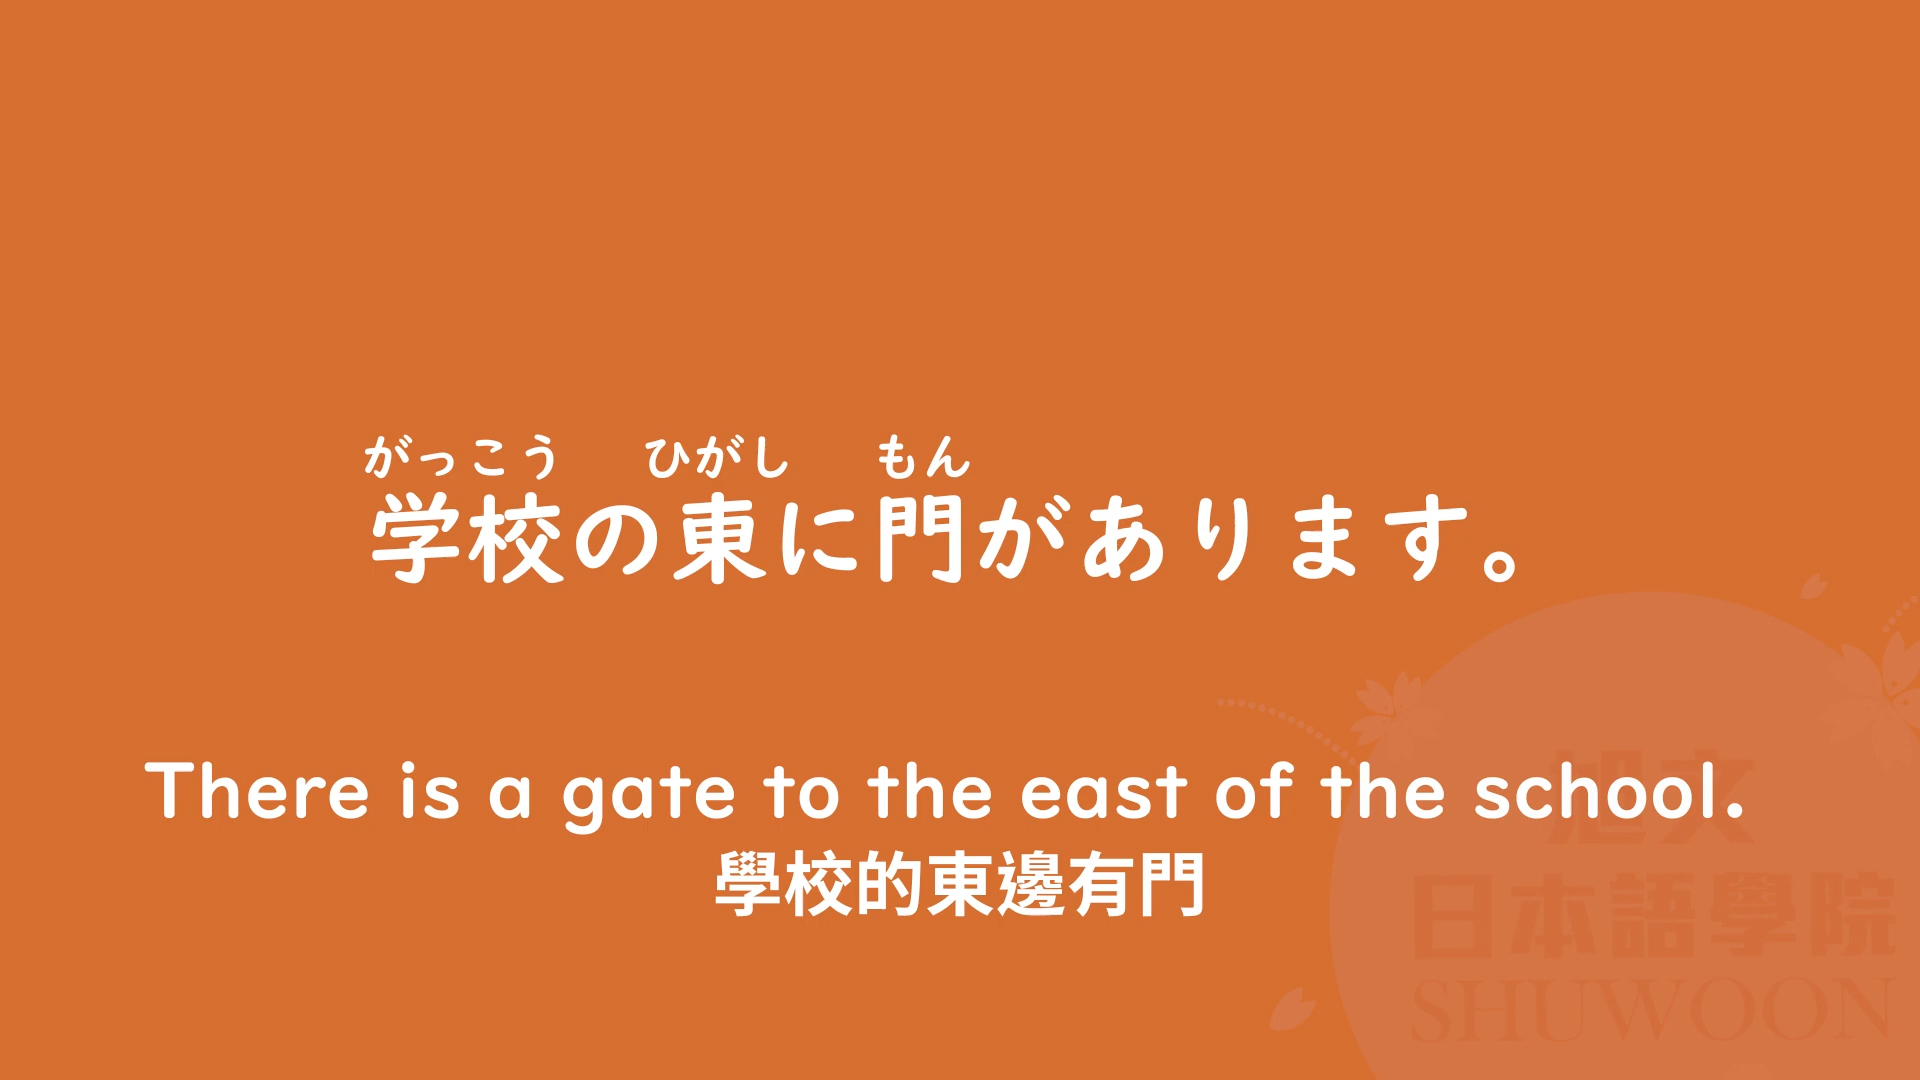 がっこう ひがし もん
学校の東に門があります。
There is a gate to the east of the school.
學校的東邊有門
旭文
日本語學院
SHUWOON